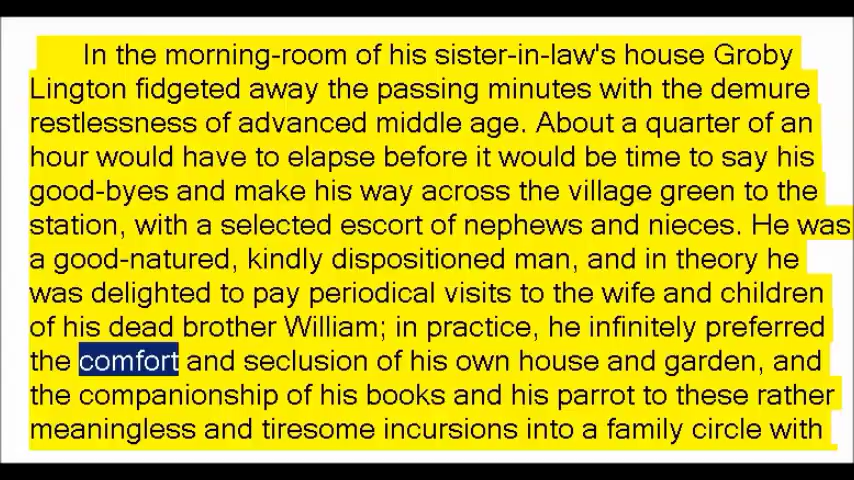 In the morning-room of his sister-in-law's house Groby
Lington fidgeted away the passing minutes with the demure
restlessness of advanced middle age. About a quarter of an
hour would have to elapse before it would be time to say his
good-byes and make his way across the village green to the
station, with a selected escort of nephews and nieces. He was
a good-natured, kindly dispositioned man, and in theory he
was delighted to pay periodical visits to the wife and children
of his dead brother William; in practice, he infinitely preferred
the comfort and seclusion of his own house and garden, and
the companionship of his books and his parrot to these rather
meaningless and tiresome incursions into a family circle with